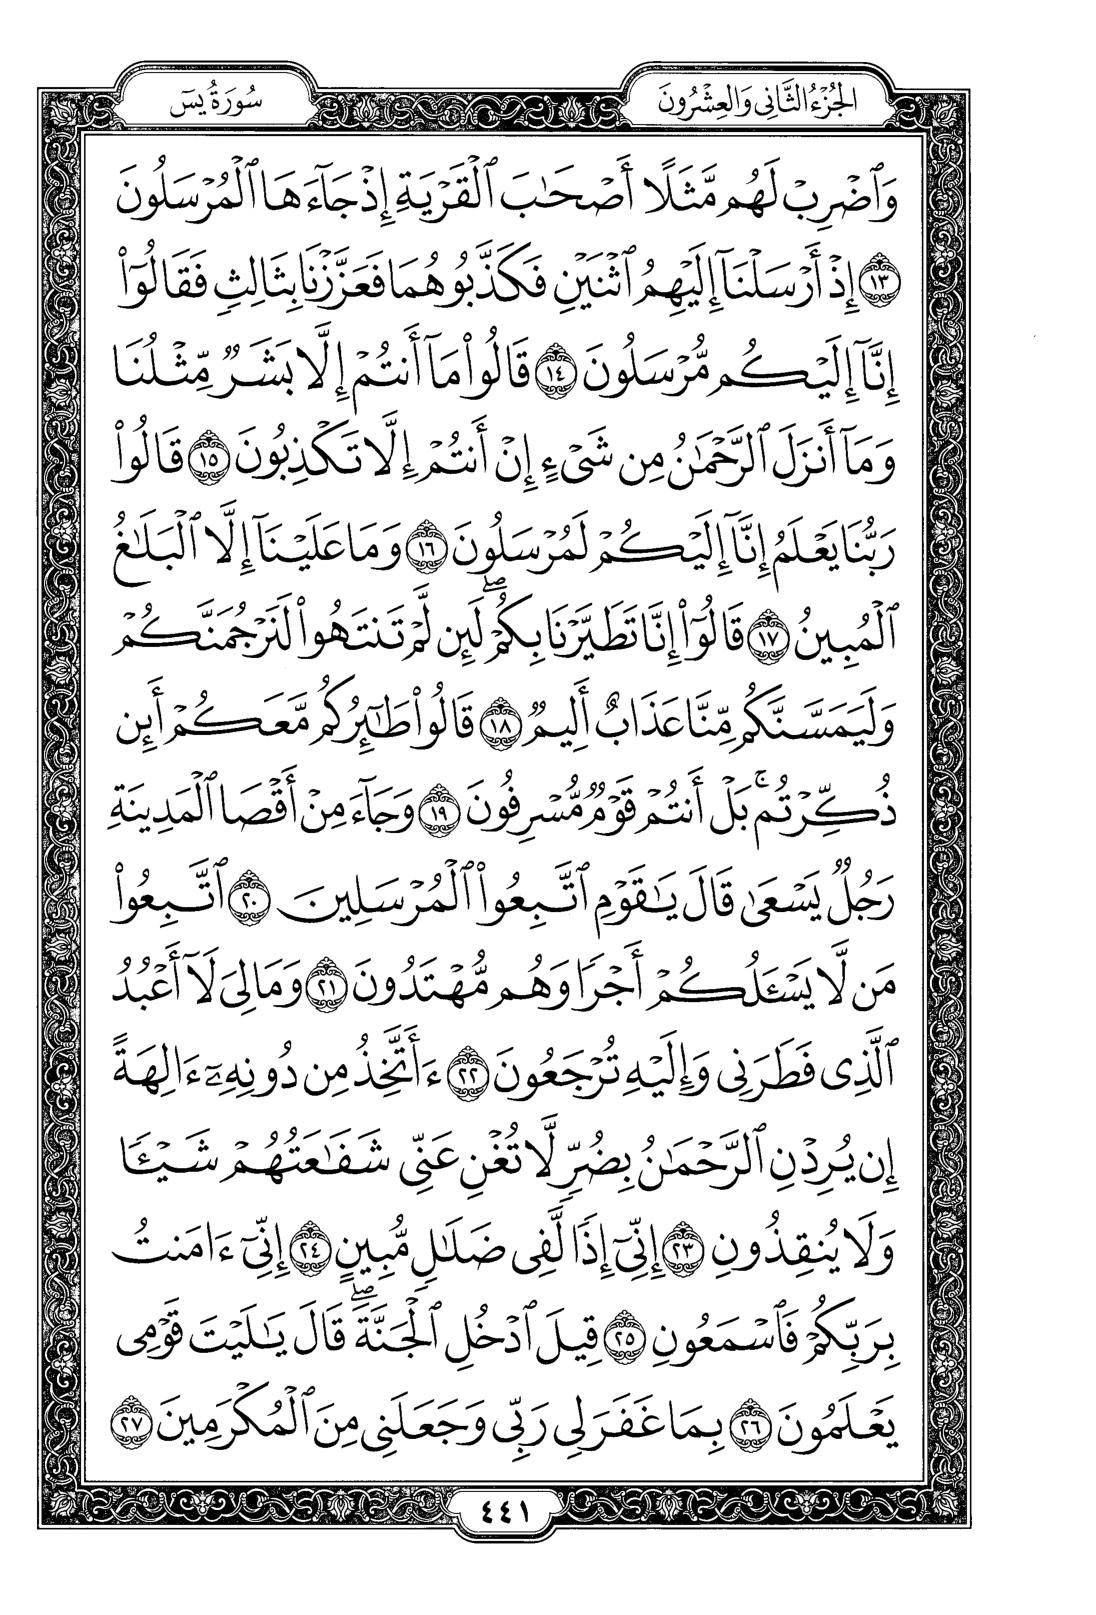 الجُزْءُ الثَّانِي وَالعِشْرُونَ
سُورَةُ يسٓ
وَٱضْرِبْ لَهُم مَّثَلًا أَصْحَٰبَ ٱلْقَرْيَةِ إِذْ جَآءَهَا ٱلْمُرْسَلُونَ
١٣ إِذْ أَرْسَلْنَآ إِلَيْهِمُ ٱثْنَيْنِ فَكَذَّبُوهُمَا فَعَزَّزْنَا بِثَالِثٍ فَقَالُوٓا۟
إِنَّآ إِلَيْكُم مُّرْسَلُونَ ١٤ قَالُوا۟ مَآ أَنتُمْ إِلَّا بَشَرٌ مِّثْلُنَا
وَمَآ أَنزَلَ ٱلرَّحْمَٰنُ مِن شَىْءٍ إِنْ أَنتُمْ إِلَّا تَكْذِبُونَ ١٥ قَالُوا۟
رَبُّنَا يَعْلَمُ إِنَّآ إِلَيْكُمْ لَمُرْسَلُونَ ١٦ وَمَا عَلَيْنَآ إِلَّا ٱلْبَلَٰغُ
ٱلْمُبِينُ ١٧ قَالُوٓا۟ إِنَّا تَطَيَّرْنَا بِكُمْ ۖ لَئِن لَّمْ تَنتَهُوا۟ لَنَرْجُمَنَّكُمْ
وَلَيَمَسَّنَّكُم مِّنَّا عَذَابٌ أَلِيمٌ ١٨ قَالُوا۟ طَٰٓئِرُكُم مَّعَكُمْ أَئِن
ذُكِّرْتُم ۚ بَلْ أَنتُمْ قَوْمٌ مُّسْرِفُونَ ١٩ وَجَآءَ مِنْ أَقْصَا ٱلْمَدِينَةِ
رَجُلٌ يَسْعَىٰ قَالَ يَٰقَوْمِ ٱتَّبِعُوا۟ ٱلْمُرْسَلِينَ ٢٠ ٱتَّبِعُوا۟
مَن لَّا يَسْـَٔلُكُمْ أَجْرًا وَهُم مُّهْتَدُونَ ٢١ وَمَا لِىَ لَآ أَعْبُدُ
ٱلَّذِى فَطَرَنِى وَإِلَيْهِ تُرْجَعُونَ ٢٢ ءَأَتَّخِذُ مِن دُونِهِۦٓ ءَالِهَةً
إِن يُرِدْنِ ٱلرَّحْمَٰنُ بِضُرٍّ لَّا تُغْنِ عَنِّى شَفَٰعَتُهُمْ شَيْـًٔا
وَلَا يُنقِذُونِ ٢٣ إِنِّىٓ إِذًا لَّفِى ضَلَٰلٍ مُّبِينٍ ٢٤ إِنِّىٓ ءَامَنتُ
بِرَبِّكُمْ فَٱسْمَعُونِ ٢٥ قِيلَ ٱدْخُلِ ٱلْجَنَّةَ ۖ قَالَ يَٰلَيْتَ قَوْمِى
يَعْلَمُونَ ٢٦ بِمَا غَفَرَ لِى رَبِّى وَجَعَلَنِى مِنَ ٱلْمُكْرَمِينَ ٢٧
٤٤١